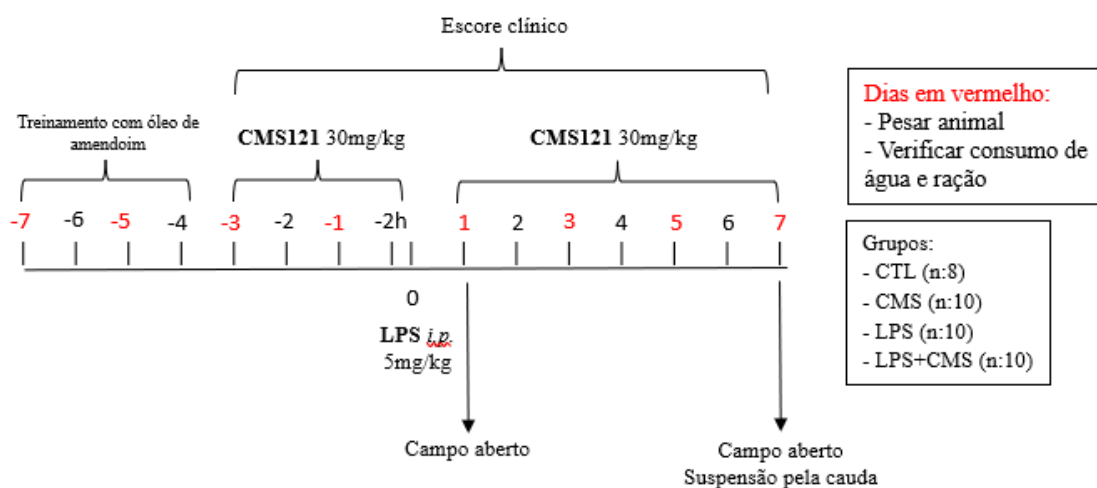 Escore clínico
Treinamento com óleo de
amendoim
CMS121 30mg/kg
CMS121 30mg/kg
-7 -6 -5 -4 -3 -2 -1 -2h 1 2 3 4 5 6 7
0
LPS i.p.
5mg/kg
Campo aberto
Campo aberto
Suspensão pela cauda
Dias em vermelho:
- Pesar animal
- Verificar consumo de
água e ração
Grupos:
- CTL (n:8)
- CMS (n:10)
- LPS (n:10)
- LPS+CMS (n:10)